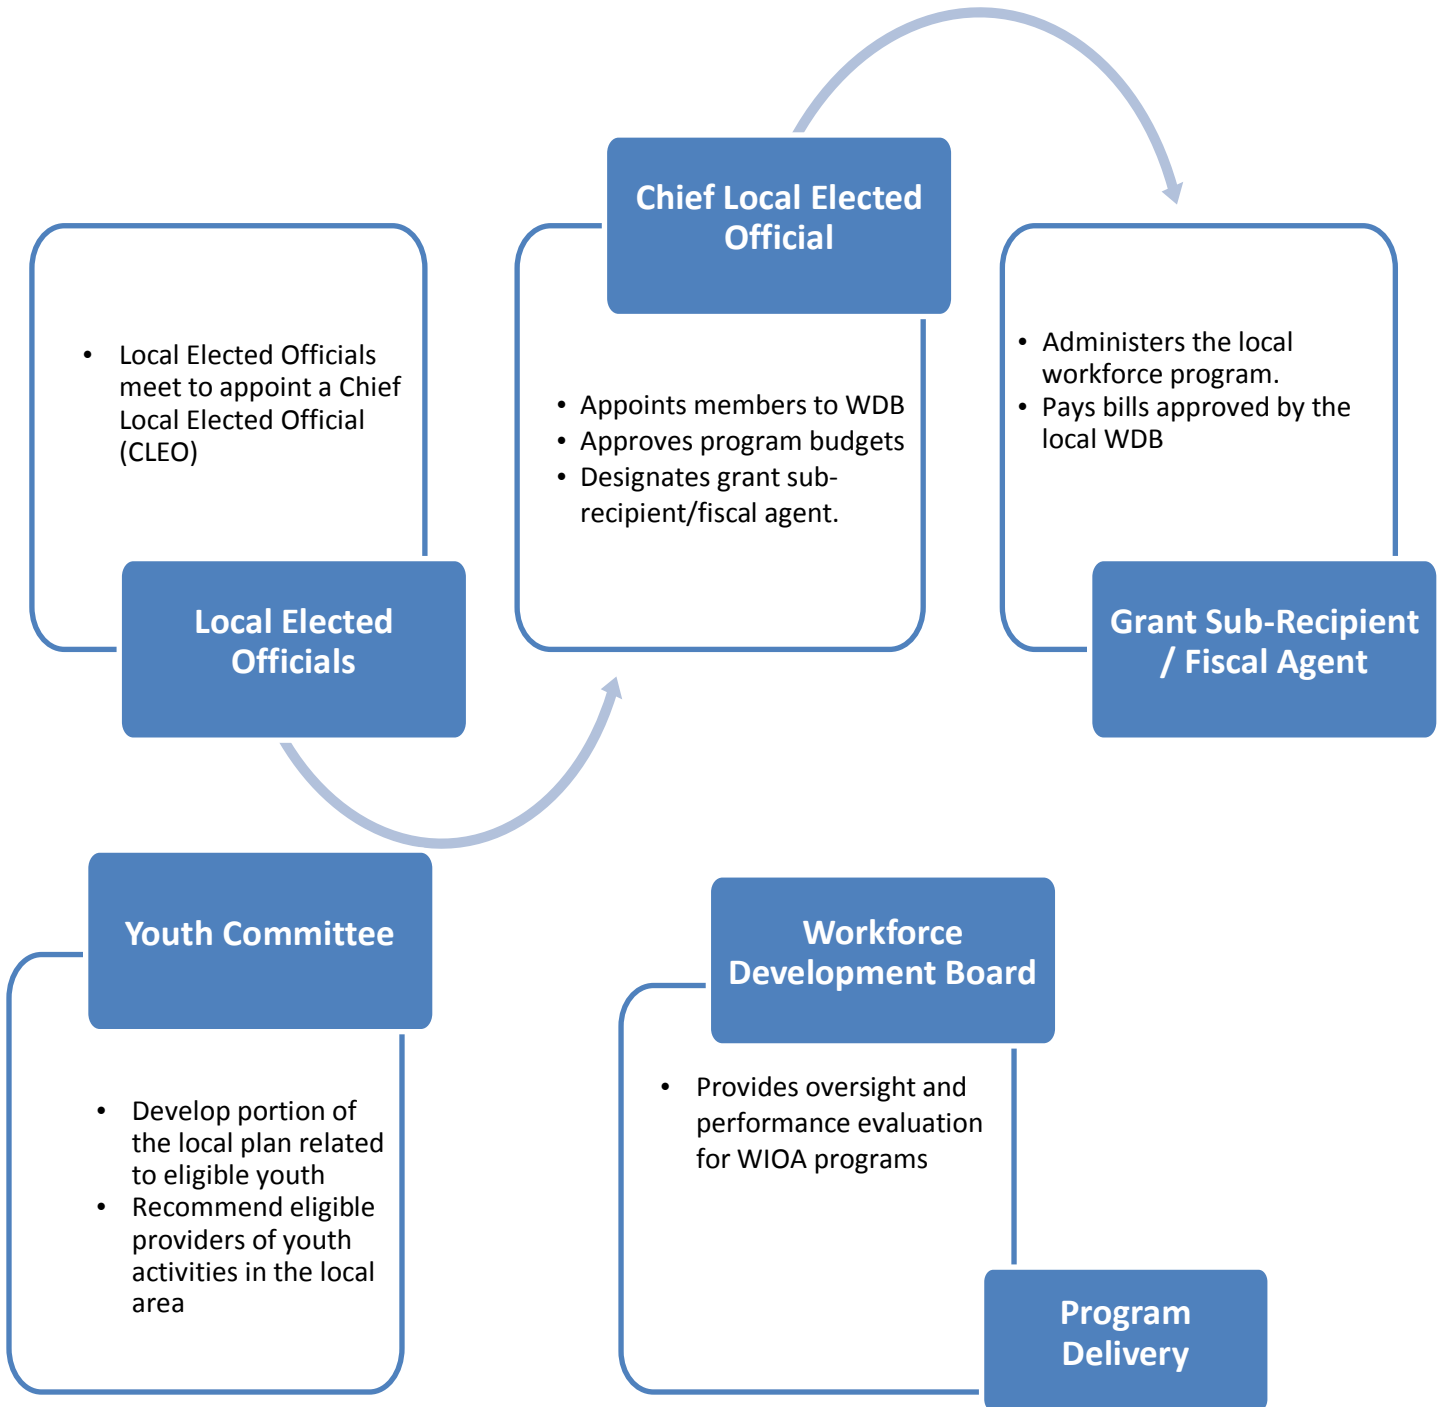 • Local Elected Officials
meet to appoint a Chief
Local Elected Official
(CLEO)
Local Elected
Officials
Chief Local Elected
Official
• Appoints members to WDB
• Approves program budgets
• Designates grant sub-
recipient/fiscal agent.
• Administers the local
workforce program.
• Pays bills approved by the
local WDB
Grant Sub-Recipient
/ Fiscal Agent
Youth Committee
• Develop portion of
the local plan related
to eligible youth
• Recommend eligible
providers of youth
activities in the local
area
Workforce
Development Board
• Provides oversight and
performance evaluation
for WIOA programs
Program
Delivery